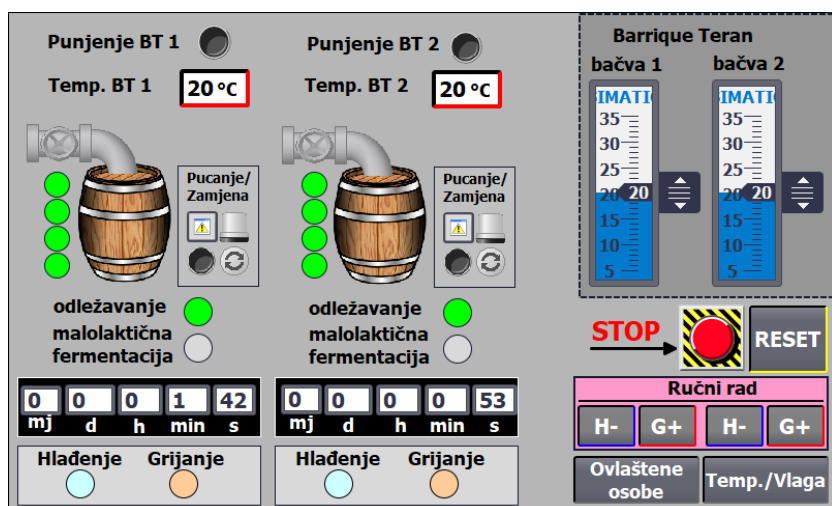 Punjenje BT 1
Temp. BT 1
20 °C
Pucanje/
Zamjena
odležavanje
malolaktična
fermentacija
0 0 0 1 42
mj d h min s
Hlađenje Grijanje
Punjenje BT 2
Temp. BT 2
20 °C
Pucanje/
Zamjena
odležavanje
malolaktična
fermentacija
0 0 0 0 53
mj d h min s
Hlađenje Grijanje
Barrique Teran
bačva 1
SIMATI
35
30
25
20 20
15
10
5
bačva 2
SIMATI
35
30
25
20 20
15
10
5
STOP
RESET
Ručni rad
H- G+ H- G+
Ovlaštene
osobe
Temp./Vlaga